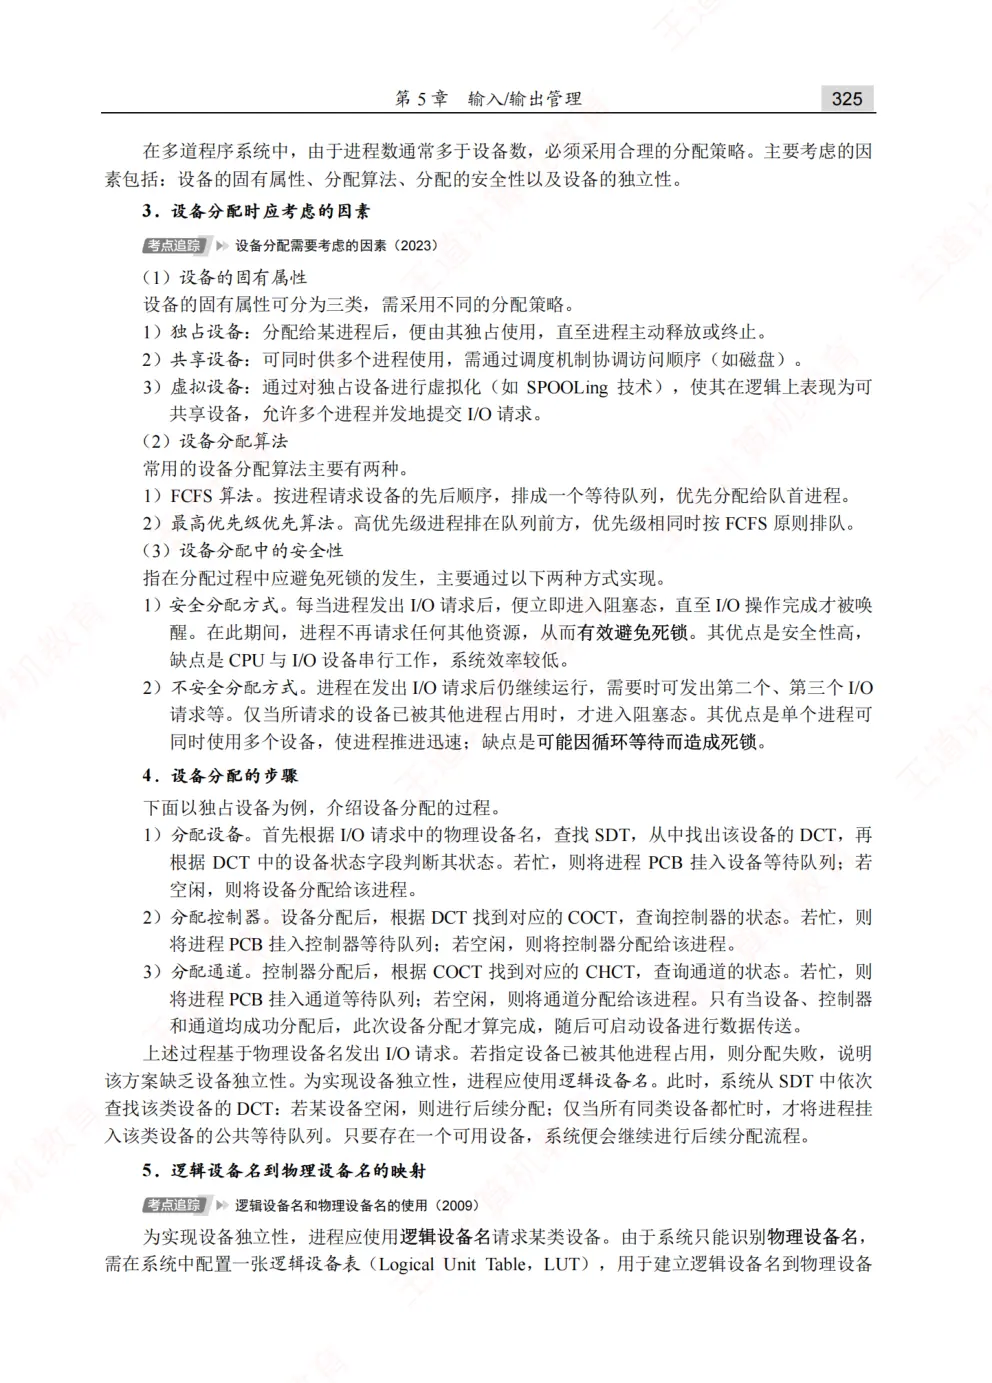 第 5 章 输入/输出管理 325
在多道程序系统中，由于进程数通常多于设备数，必须采用合理的分配策略。主要考虑的因
素包括：设备的固有属性、分配算法、分配的安全性以及设备的独立性。
3．设备分配时应考虑的因素
考点追踪 设备分配需要考虑的因素（2023）
（1）设备的固有属性
设备的固有属性可分为三类，需采用不同的分配策略。
1）独占设备：分配给某进程后，便由其独占使用，直至进程主动释放或终止。
2）共享设备：可同时供多个进程使用，需通过调度机制协调访问顺序（如磁盘）。
3）虚拟设备：通过对独占设备进行虚拟化（如 SPOOLing 技术），使其在逻辑上表现为可
共享设备，允许多个进程并发地提交 I/O 请求。
（2）设备分配算法
常用的设备分配算法主要有两种。
1）FCFS 算法。按进程请求设备的先后顺序，排成一个等待队列，优先分配给队首进程。
2）最高优先级优先算法。高优先级进程排在队列前方，优先级相同时按 FCFS 原则排队。
（3）设备分配中的安全性
指在分配过程中应避免死锁的发生，主要通过以下两种方式实现。
1）安全分配方式。每当进程发出 I/O 请求后，便立即进入阻塞态，直至 I/O 操作完成才被唤
醒。在此期间，进程不再请求任何其他资源，从而有效避免死锁。其优点是安全性高，
缺点是 CPU 与 I/O 设备串行工作，系统效率较低。
2）不安全分配方式。进程在发出 I/O 请求后仍继续运行，需要时可发出第二个、第三个 I/O
请求等。仅当所请求的设备已被其他进程占用时，才进入阻塞态。其优点是单个进程可
同时使用多个设备，使进程推进迅速；缺点是可能因循环等待而造成死锁。
4．设备分配的步骤
下面以独占设备为例，介绍设备分配的过程。
1）分配设备。首先根据 I/O 请求中的物理设备名，查找 SDT，从中找出该设备的 DCT，再
根据 DCT 中的设备状态字段判断其状态。若忙，则将进程 PCB 挂入设备等待队列；若
空闲，则将设备分配给该进程。
2）分配控制器。设备分配后，根据 DCT 找到对应的 COCT，查询控制器的状态。若忙，则
将进程 PCB 挂入控制器等待队列；若空闲，则将控制器分配给该进程。
3）分配通道。控制器分配后，根据 COCT 找到对应的 CHCT，查询通道的状态。若忙，则
将进程 PCB 挂入通道等待队列；若空闲，则将通道分配给该进程。只有当设备、控制器
和通道均成功分配后，此次设备分配才算完成，随后可启动设备进行数据传送。
上述过程基于物理设备名发出 I/O 请求。若指定设备已被其他进程占用，则分配失败，说明
该方案缺乏设备独立性。为实现设备独立性，进程应使用逻辑设备名。此时，系统从 SDT 中依次
查找该类设备的 DCT：若某设备空闲，则进行后续分配；仅当所有同类设备都忙时，才将进程挂
入该类设备的公共等待队列。只要存在一个可用设备，系统便会继续进行后续分配流程。
5．逻辑设备名到物理设备名的映射
考点追踪 逻辑设备名和物理设备名的使用（2009）
为实现设备独立性，进程应使用逻辑设备名请求某类设备。由于系统只能识别物理设备名，
需在系统中配置一张逻辑设备表（Logical Unit Table，LUT），用于建立逻辑设备名到物理设备